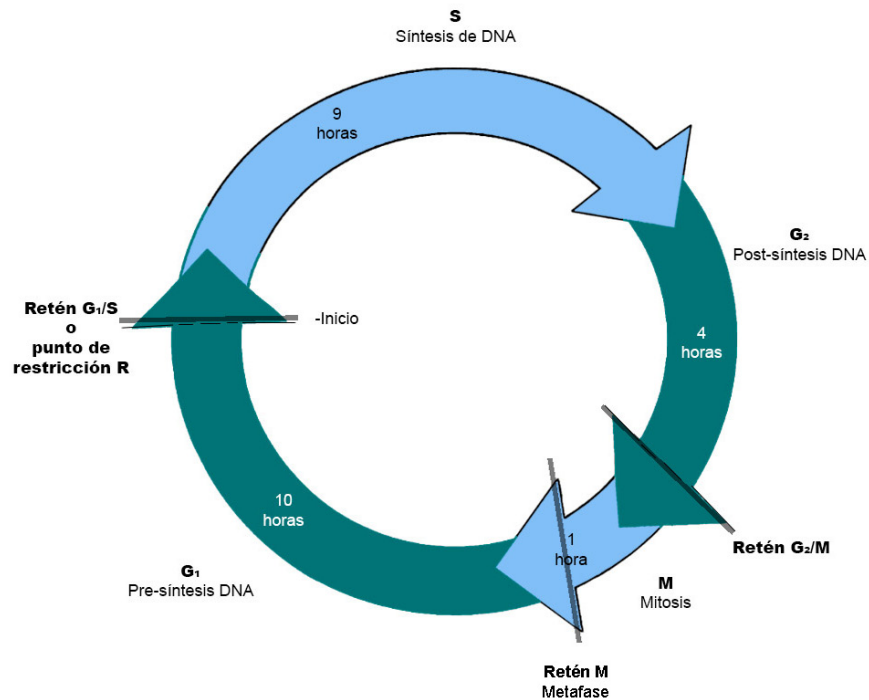 S
Síntesis de DNA
9
horas
G₂
Post-síntesis DNA
Retén G₁/S
o
punto de
restricción R
-Inicio
4
horas
10
horas
1
hora
Retén G₂/M
G₁
Pre-síntesis DNA
M
Mitosis
Retén M
Metafase